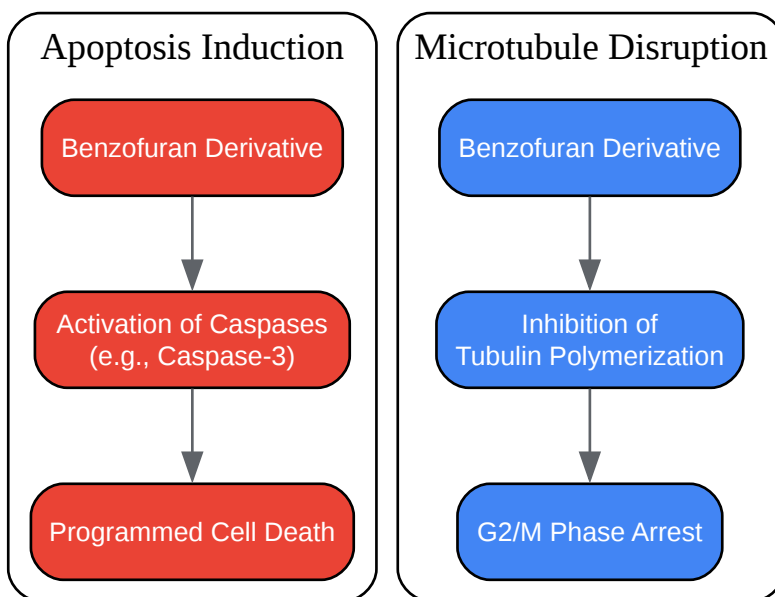 Apoptosis Induction
Benzofuran Derivative
Activation of Caspases
(e.g., Caspase-3)
Programmed Cell Death
Microtubule Disruption
Benzofuran Derivative
Inhibition of
Tubulin Polymerization
G2/M Phase Arrest